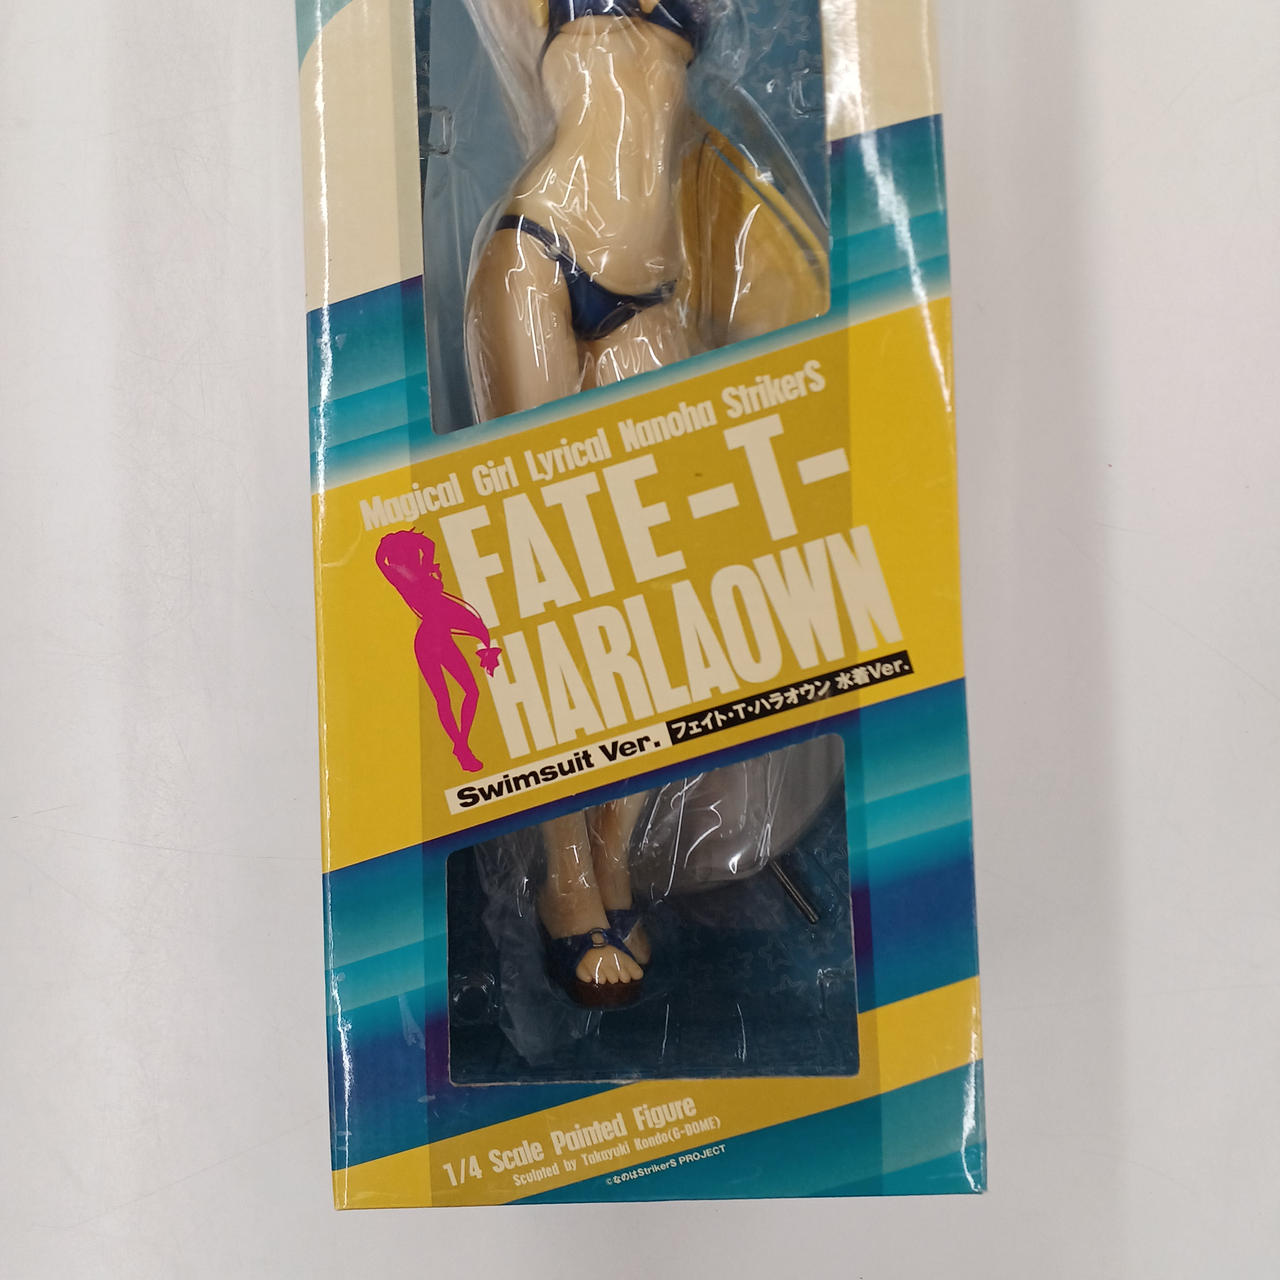 Magical Girl Lyrical Nanoha StrikerS
FATE-T-
HARLAOWN
Swimsuit Ver. フェイト・T・ハラオウン 水着Ver.
1/4 Scale Painted Figure
Sculpted by Takayuki Kondo(G-DOME)
©なのはStrikerS PROJECT